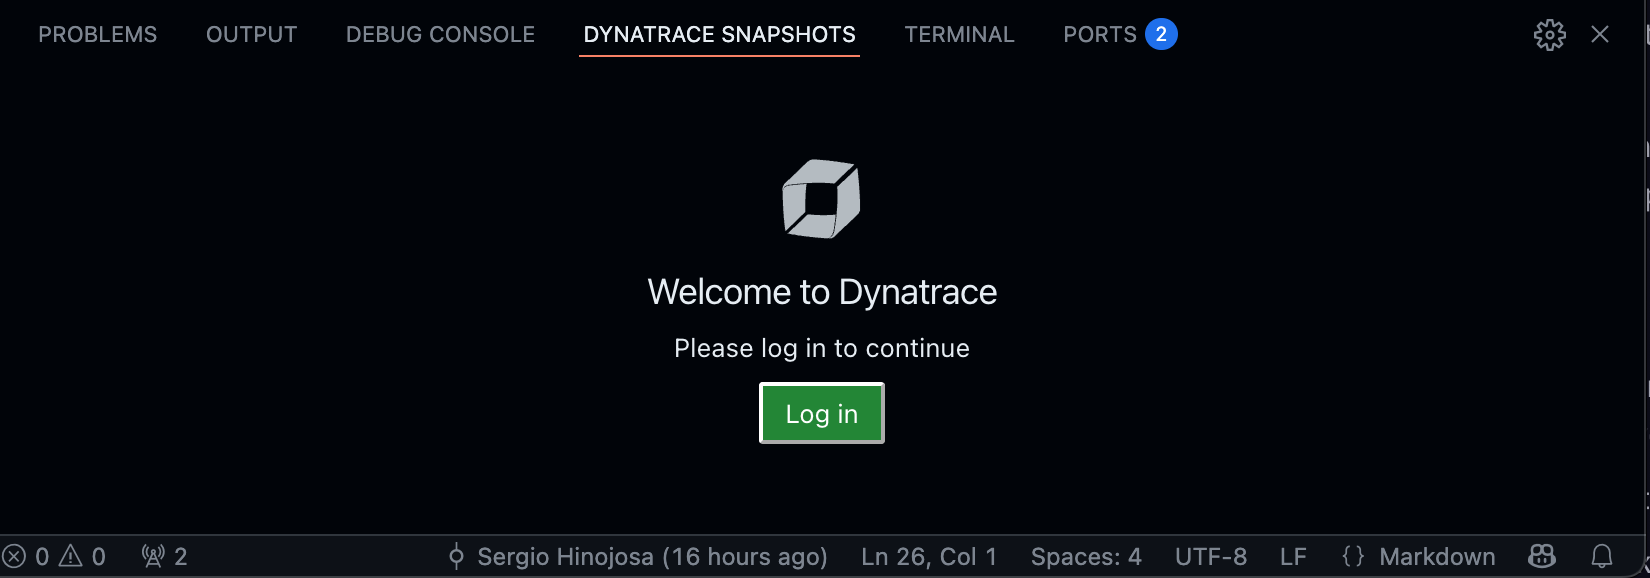 PROBLEMS OUTPUT DEBUG CONSOLE DYNATRACE SNAPSHOTS TERMINAL PORTS 2
Welcome to Dynatrace
Please log in to continue
Log in
0 0 2 Sergio Hinojosa (16 hours ago) Ln 26, Col 1 Spaces: 4 UTF-8 LF {} Markdown